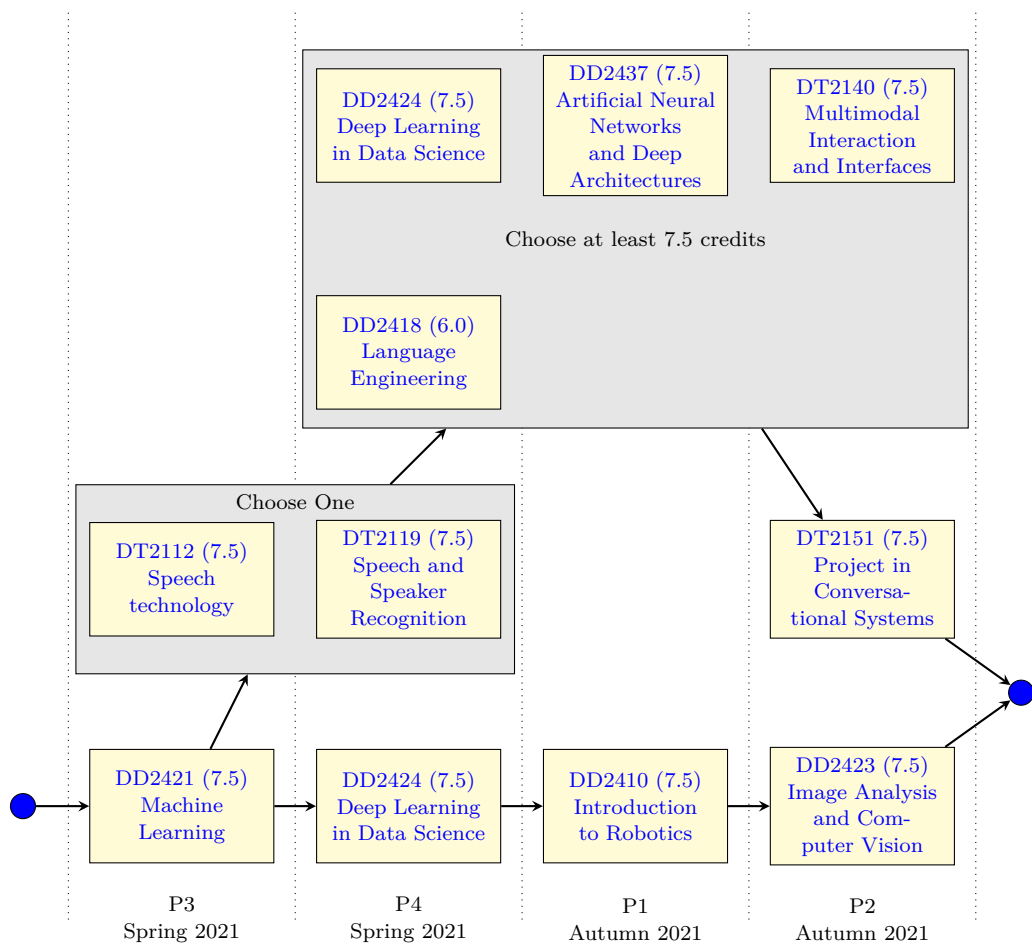 DD2424 (7.5)
Deep Learning
in Data Science
DD2437 (7.5)
Artificial Neural
Networks
and Deep
Architectures
DT2140 (7.5)
Multimodal
Interaction
and Interfaces
Choose at least 7.5 credits
DD2418 (6.0)
Language
Engineering
Choose One
DT2112 (7.5)
Speech
technology
DT2119 (7.5)
Speech and
Speaker
Recognition
DT2151 (7.5)
Project in
Conversa-
tional Systems
DD2421 (7.5)
Machine
Learning
DD2424 (7.5)
Deep Learning
in Data Science
DD2410 (7.5)
Introduction
to Robotics
DD2423 (7.5)
Image Analysis
and Com-
puter Vision
P3
Spring 2021
P4
Spring 2021
P1
Autumn 2021
P2
Autumn 2021